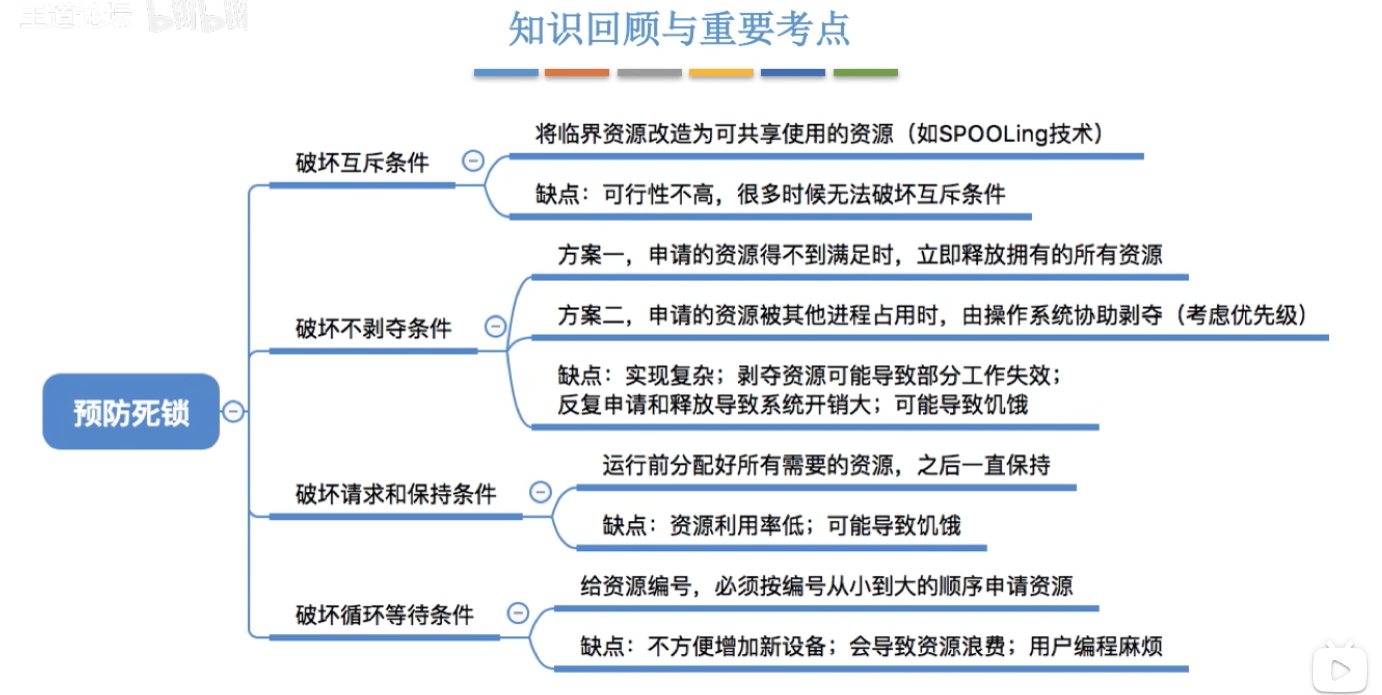 王道论坛 bilibili
知识回顾与重要考点
将临界资源改造为可共享使用的资源（如SPOOLing技术）
破坏互斥条件
缺点：可行性不高，很多时候无法破坏互斥条件
方案一，申请的资源得不到满足时，立即释放拥有的所有资源
方案二，申请的资源被其他进程占用时，由操作系统协助剥夺（考虑优先级）
破坏不剥夺条件
缺点：实现复杂；剥夺资源可能导致部分工作失效；
反复申请和释放导致系统开销大；可能导致饥饿
预防死锁
运行前分配好所有需要的资源，之后一直保持
破坏请求和保持条件
缺点：资源利用率低；可能导致饥饿
给资源编号，必须按编号从小到大的顺序申请资源
破坏循环等待条件
缺点：不方便增加新设备；会导致资源浪费；用户编程麻烦